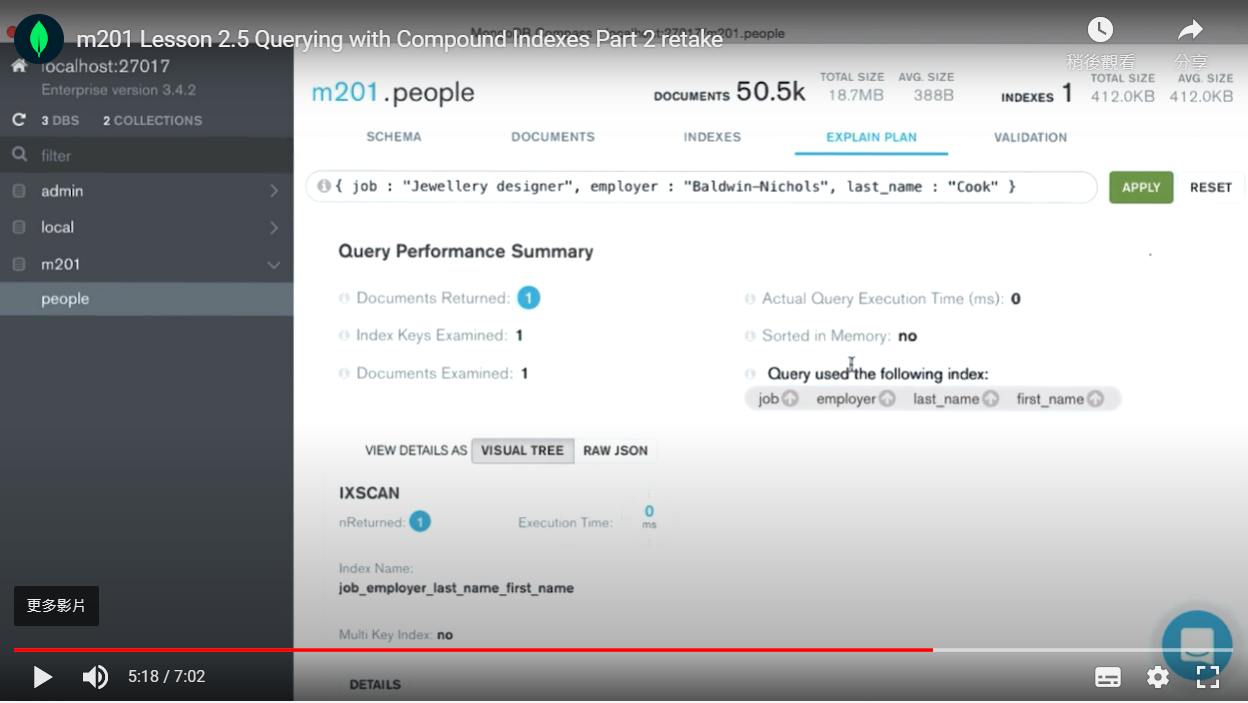 m201 Lesson 2.5 Querying with Compound Indexes Part 2 retake
稍後觀看
分享
localhost:27017
Enterprise version 3.4.2
3 DBS 2 COLLECTIONS
filter
admin
local
m201
people
m201.people
DOCUMENTS 50.5k TOTAL SIZE 18.7MB AVG. SIZE 388B
INDEXES 1 TOTAL SIZE 412.0KB AVG. SIZE 412.0KB
SCHEMA DOCUMENTS INDEXES EXPLAIN PLAN VALIDATION
{ job : "Jewellery designer", employer : "Baldwin-Nichols", last_name : "Cook" }
APPLY RESET
Query Performance Summary
Documents Returned: 1
Index Keys Examined: 1
Documents Examined: 1
Actual Query Execution Time (ms): 0
Sorted in Memory: no
Query used the following index:
job employer last_name first_name
VIEW DETAILS AS VISUAL TREE RAW JSON
IXSCAN
nReturned: 1 Execution Time: 0 ms
Index Name:
job_employer_last_name_first_name
Multi Key Index: no
DETAILS
更多影片
5:18 / 7:02